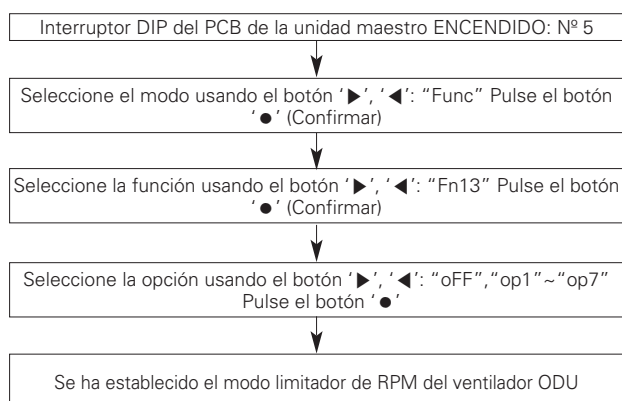 Interruptor DIP del PCB de la unidad maestro ENCENDIDO: Nº 5
Seleccione el modo usando el botón ‘▶’, ‘◀’: “Func” Pulse el botón
‘●’ (Confirmar)
Seleccione la función usando el botón ‘▶’, ‘◀’: “Fn13” Pulse el botón
‘●’ (Confirmar)
Seleccione la opción usando el botón ‘▶’, ‘◀’: “oFF”,“op1”~“op7”
Pulse el botón ‘●’
Se ha establecido el modo limitador de RPM del ventilador ODU